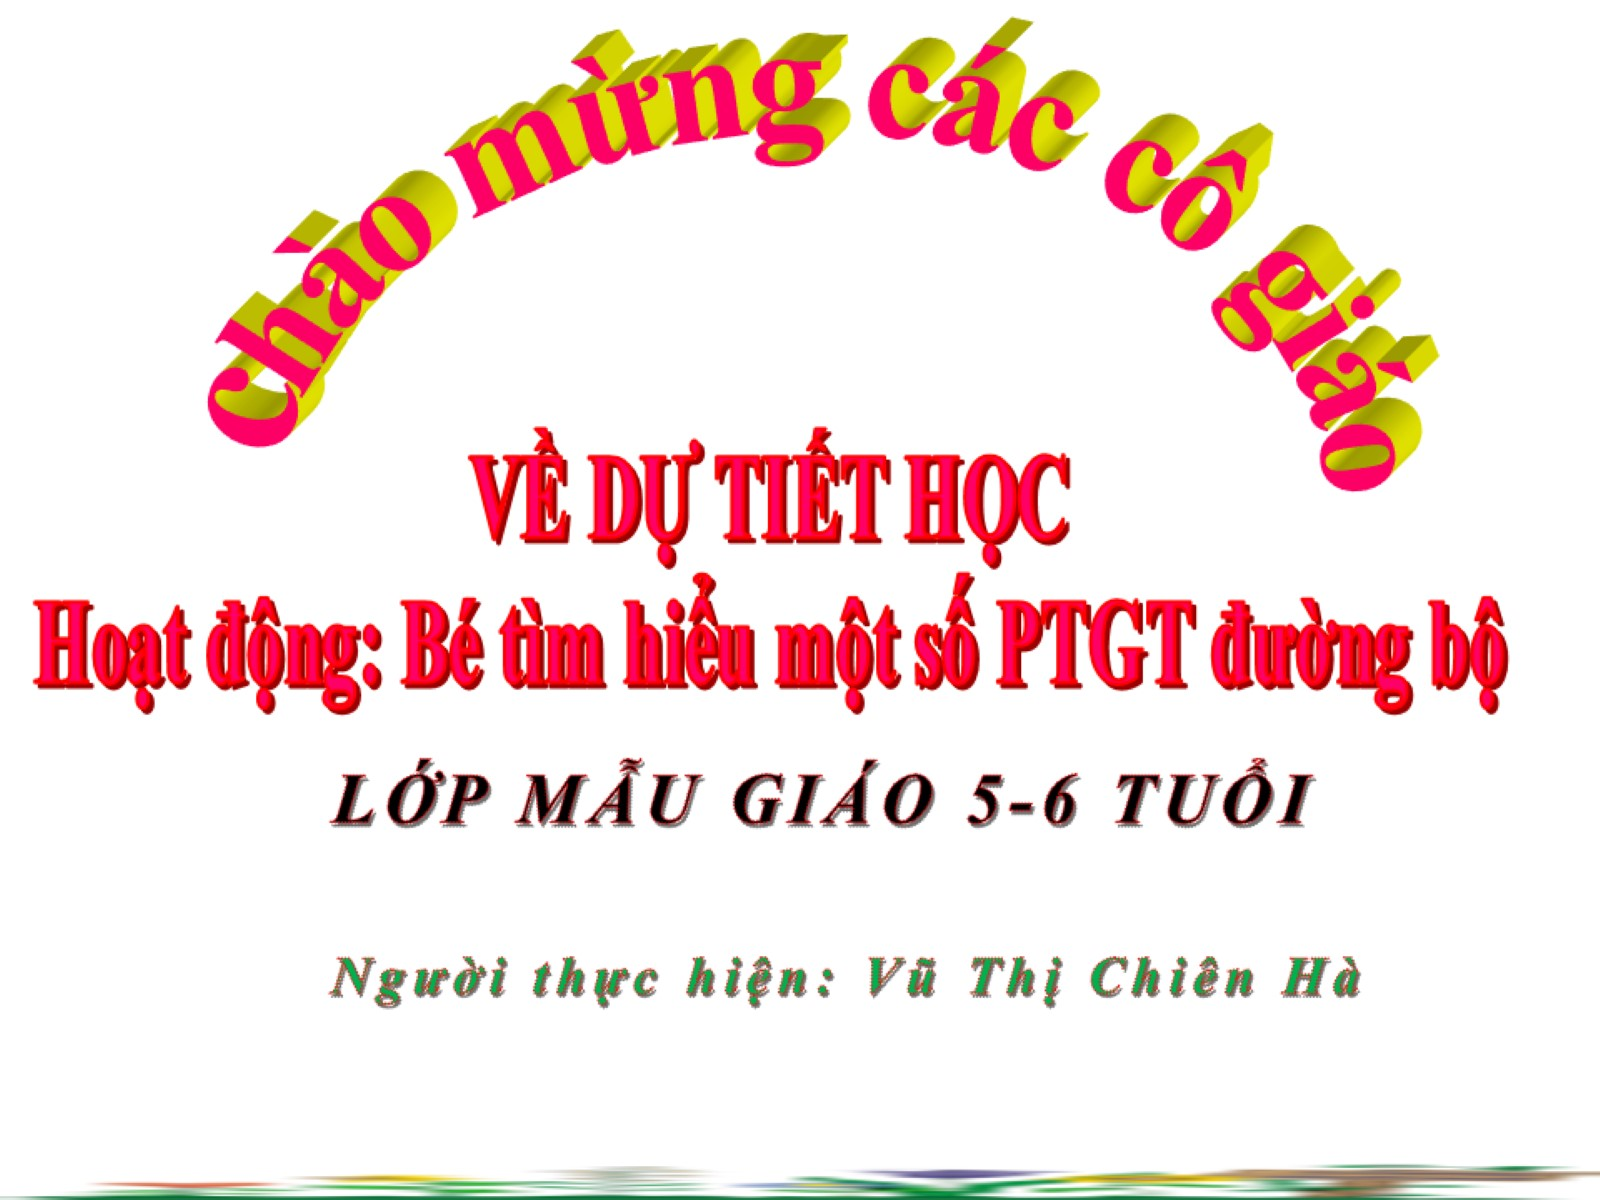 chào mừng các cô giáo
VỀ DỰ TIẾT HỌC
Hoạt động: Bé tìm hiểu một số PTGT đường bộ
LỚP MẪU GIÁO 5-6 TUỔI
Người thực hiện: Vũ Thị Chiên Hà